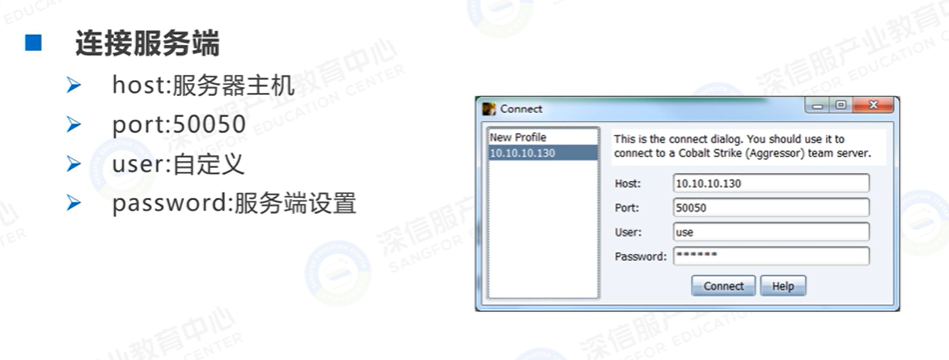 连接服务端
host:服务器主机
port:50050
user:自定义
password:服务端设置
Connect
New Profile
10.10.10.130
This is the connect dialog. You should use it to
connect to a Cobalt Strike (Aggressor) team server.
Host: 10.10.10.130
Port: 50050
User: use
Password: ******
Connect Help
深信服产业教育中心
SANGFOR EDUCATION CENTER